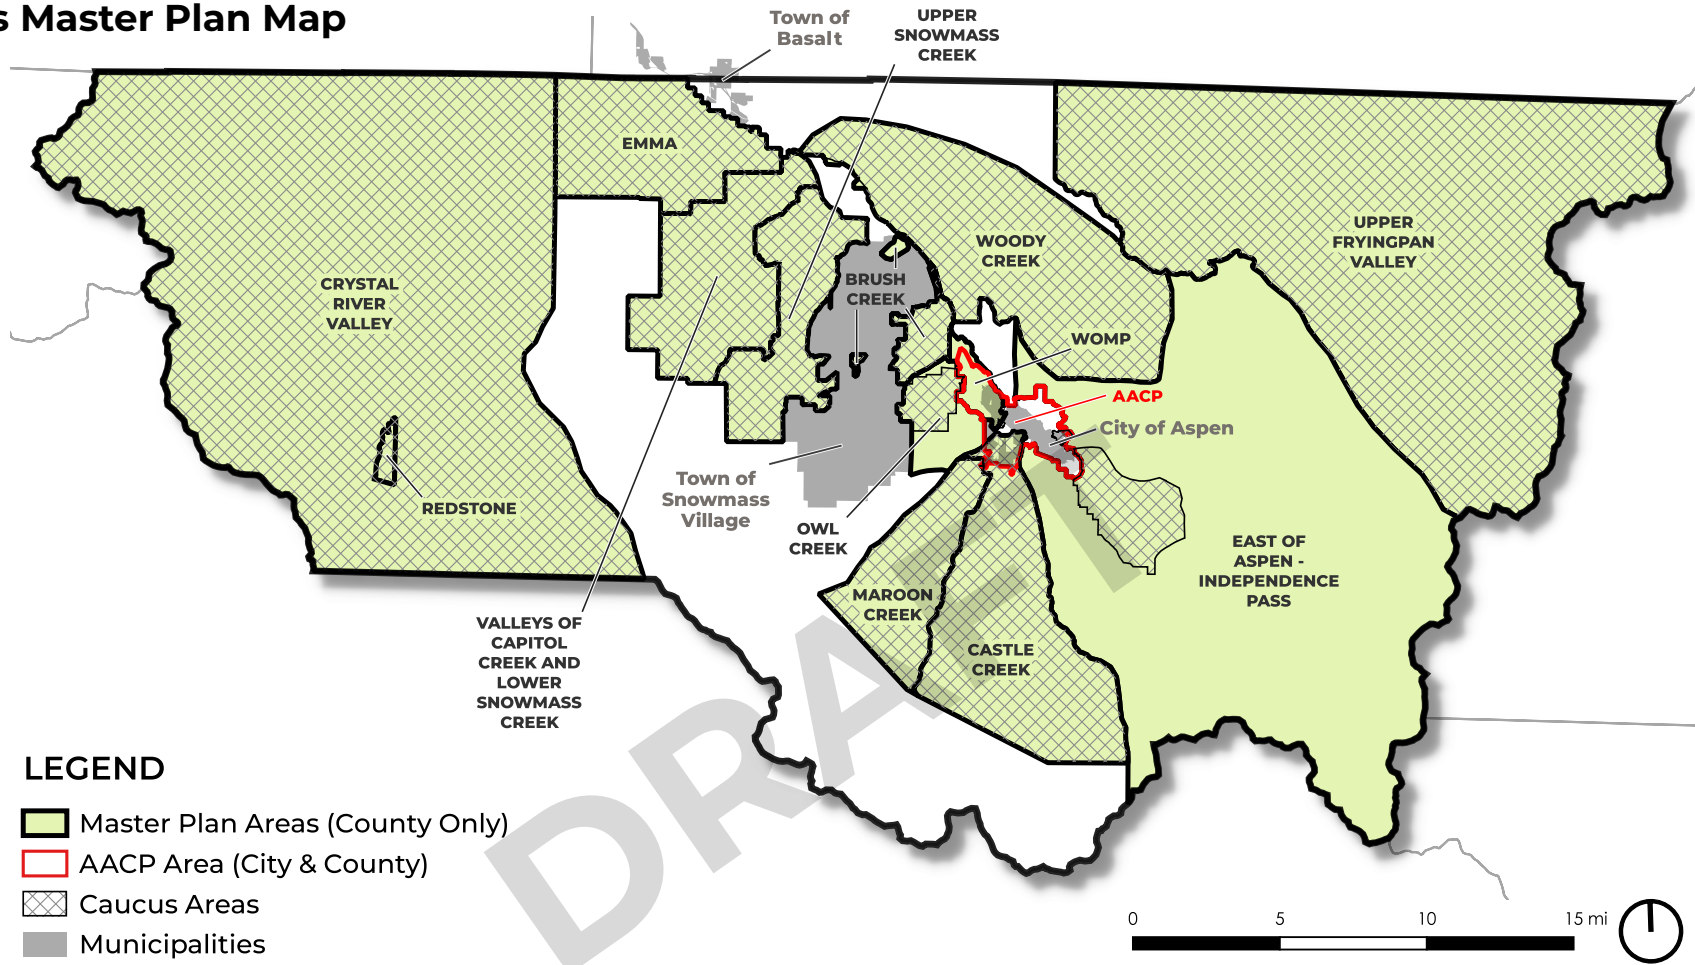 s Master Plan Map
Town of
Basalt
UPPER
SNOWMASS
CREEK
EMMA
WOODY
CREEK
UPPER
FRYINGPAN
VALLEY
CRYSTAL
RIVER
VALLEY
BRUSH
CREEK
WOMP
AACP
City of Aspen
REDSTONE
Town of
Snowmass
Village
OWL
CREEK
EAST OF
ASPEN -
INDEPENDENCE
PASS
MAROON
CREEK
CASTLE
CREEK
VALLEYS OF
CAPITOL
CREEK AND
LOWER
SNOWMASS
CREEK
DRAFT
LEGEND
Master Plan Areas (County Only)
AACP Area (City & County)
Caucus Areas
Municipalities
0 5 10 15 mi